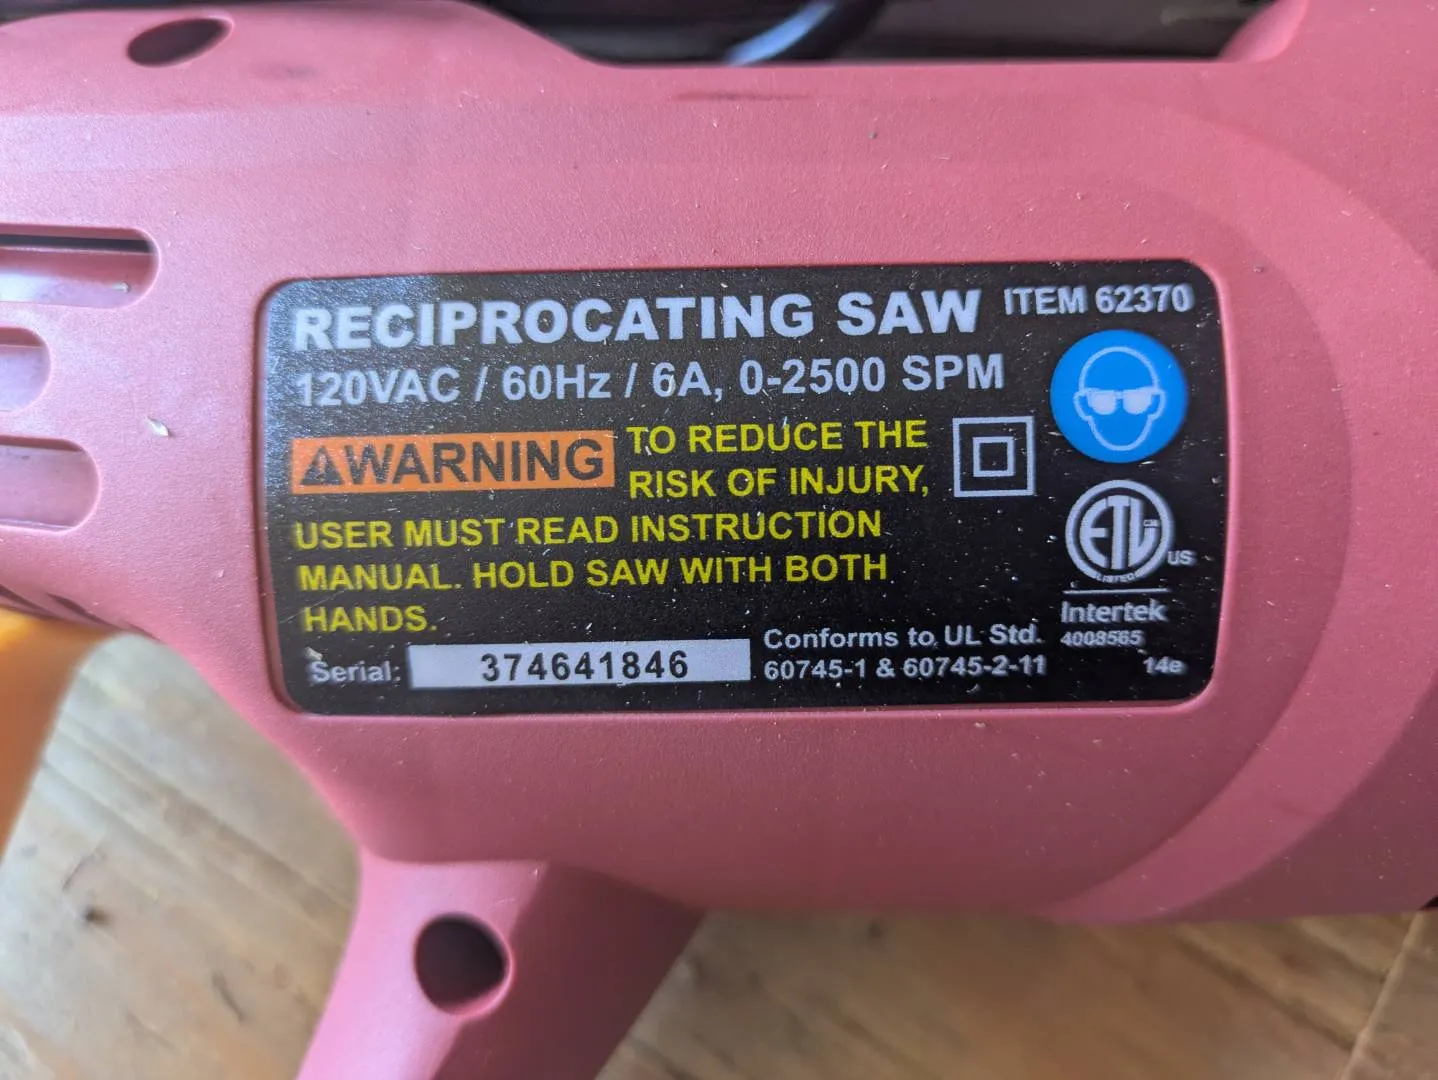 RECIPROCATING SAW ITEM 62370
120VAC / 60Hz / 6A, 0-2500 SPM
WARNING TO REDUCE THE
RISK OF INJURY,
USER MUST READ INSTRUCTION
MANUAL. HOLD SAW WITH BOTH
HANDS.
Serial: 374641846
Conforms to UL Std.
60745-1 & 60745-2-11
ETL
CM
LISTED
US
Intertek
4008565
14e